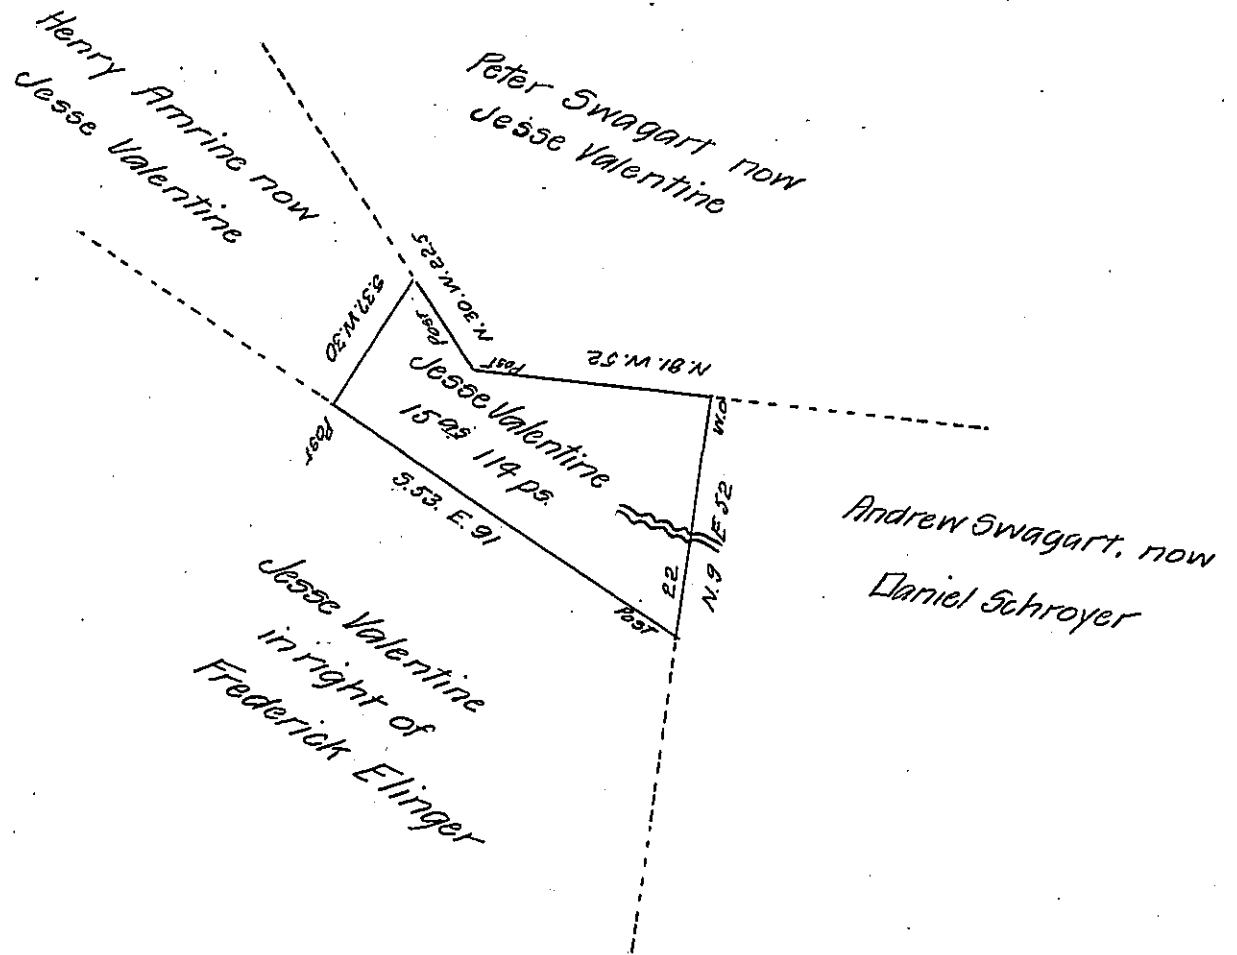 Henry Amrine now
Jesse Valentine
Peter Swagart now
Jesse Valentine
S.37.W.30
N.30.W.22.5
Post
Post
N.81.W.52
W.O
Jesse Valentine
15 as 114 ps.
Post
S.53. E.91
22
N.9 E 52
Post
Andrew Swagart. now
Daniel Schroyer
Jesse Valentine
in right of
Frederick Elinger